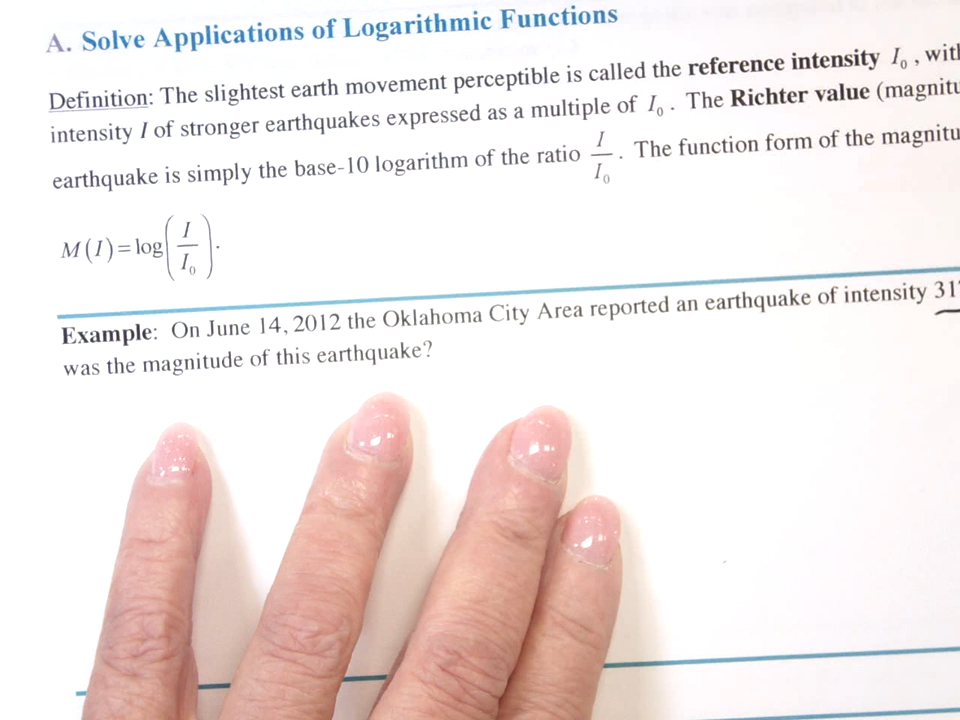 A. Solve Applications of Logarithmic Functions
Definition: The slightest earth movement perceptible is called the reference intensity I₀, with
intensity I of stronger earthquakes expressed as a multiple of I₀. The Richter value (magnitu
earthquake is simply the base-10 logarithm of the ratio I/I₀. The function form of the magnitu
M(I)=log(I/I₀).
Example: On June 14, 2012 the Oklahoma City Area reported an earthquake of intensity 31
was the magnitude of this earthquake?